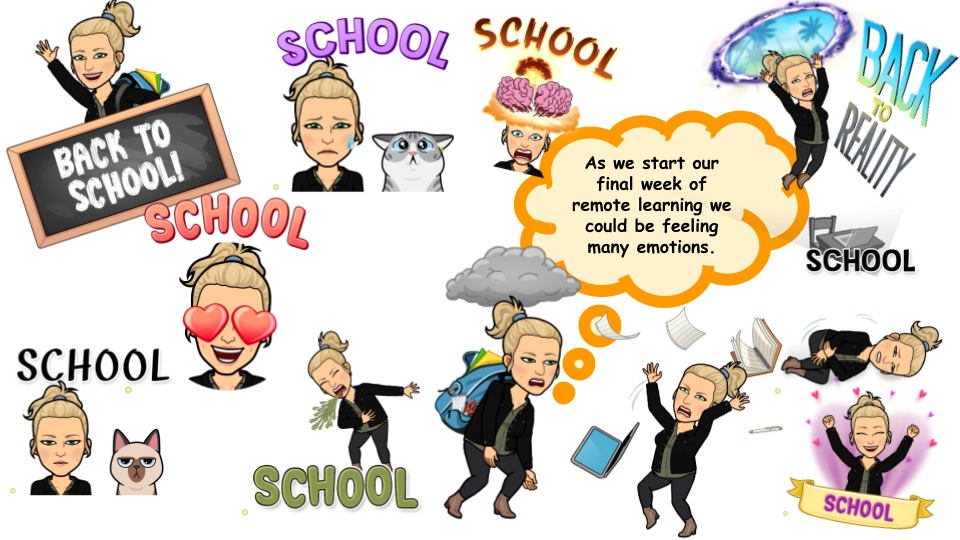 BACK TO
SCHOOL!
SCHOOL
SCHOOL
BACK
TO
REALITY
As we start our
final week of
remote learning we
could be feeling
many emotions.
SCHOOL
SCHOOL
SCHOOL
SCHOOL
SCHOOL